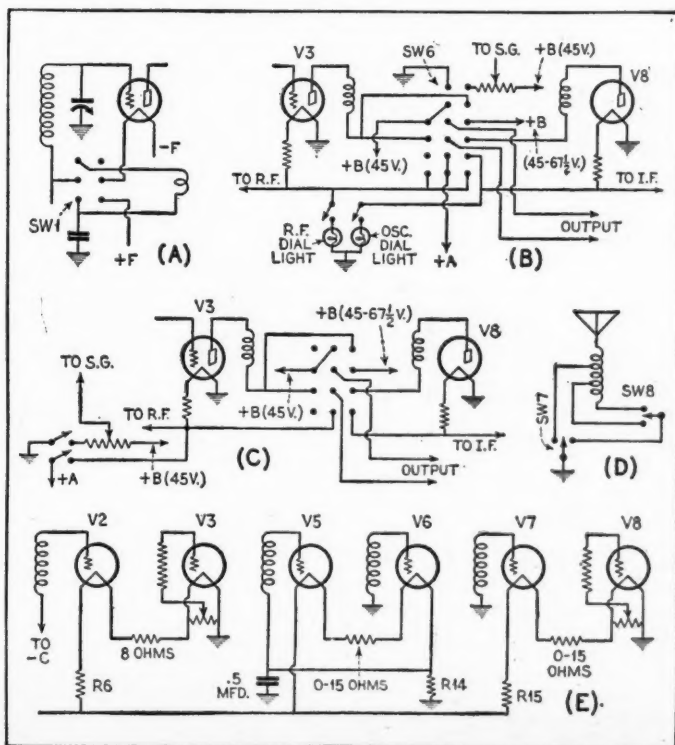 V3
SW6
TO S.G.
+B (45V.)
V8
-F
SW1
+F
(A)
+B (45V.)
+B
(45-67½V.)
TO R.F.
TO I.F.
R.F.
DIAL
LIGHT
OSC.
DIAL
LIGHT
+A
(B)
OUTPUT
V3
+B (45-67½V.)
V8
TO S.G.
+B (45V.)
TO R.F.
(C)
TO I.F.
+A
+B (45V.)
OUTPUT
SW7
SW8
(D)
V2
V3
V5
V6
V7
V8
TO
-C
8 OHMS
R6
.5
MFD.
0-15 OHMS
R14
R15
0-15
OHMS
(E).